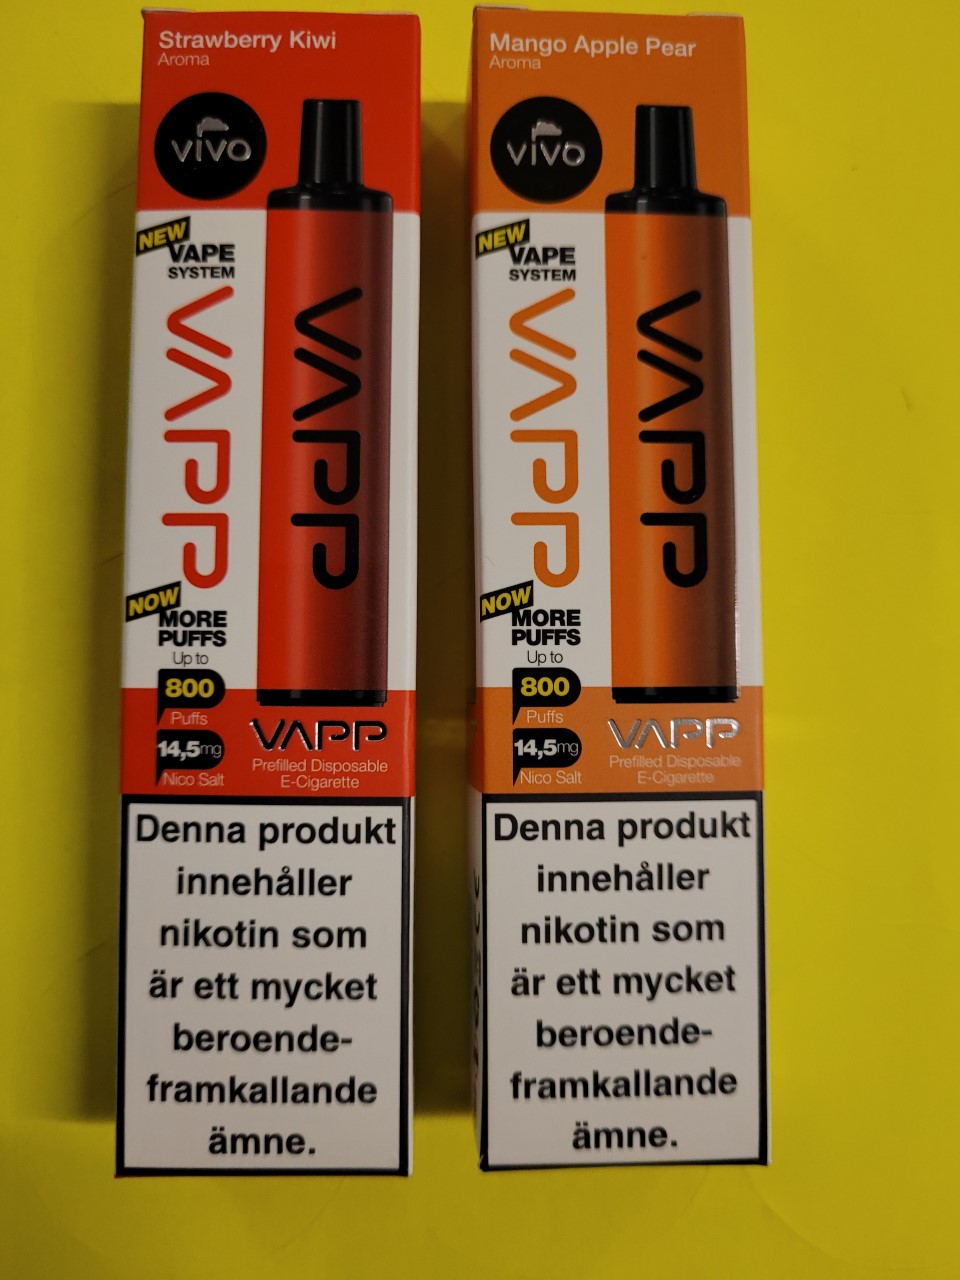 Strawberry Kiwi
Aroma
vivo
NEW
VAPE
SYSTEM
VAPP
VAPP
NOW
MORE
PUFFS
Up to
800
Puffs
14,5mg
Nico Salt
VAPP
Prefilled Disposable
E-Cigarette
Denna produkt
innehåller
nikotin som
är ett mycket
beroende-
framkallande
ämne.
Mango Apple Pear
Aroma
vivo
NEW
VAPE
SYSTEM
VAPP
VAPP
NOW
MORE
PUFFS
Up to
800
Puffs
14,5mg
Nico Salt
VAPP
Prefilled Disposable
E-Cigarette
Denna produkt
innehåller
nikotin som
är ett mycket
beroende-
framkallande
ämne.